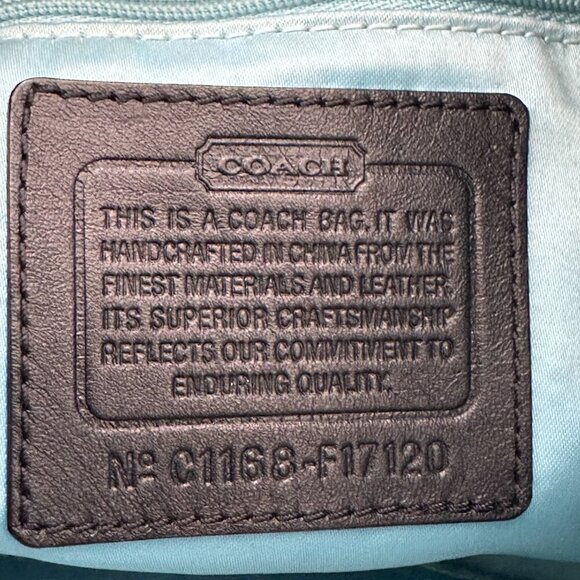 COACH
THIS IS A COACH BAG. IT WAS
HANDCRAFTED IN CHINA FROM THE
FINEST MATERIALS AND LEATHER.
ITS SUPERIOR CRAFTSMANSHIP
REFLECTS OUR COMMITMENT TO
ENDURING QUALITY.
Nº C1168-F17120